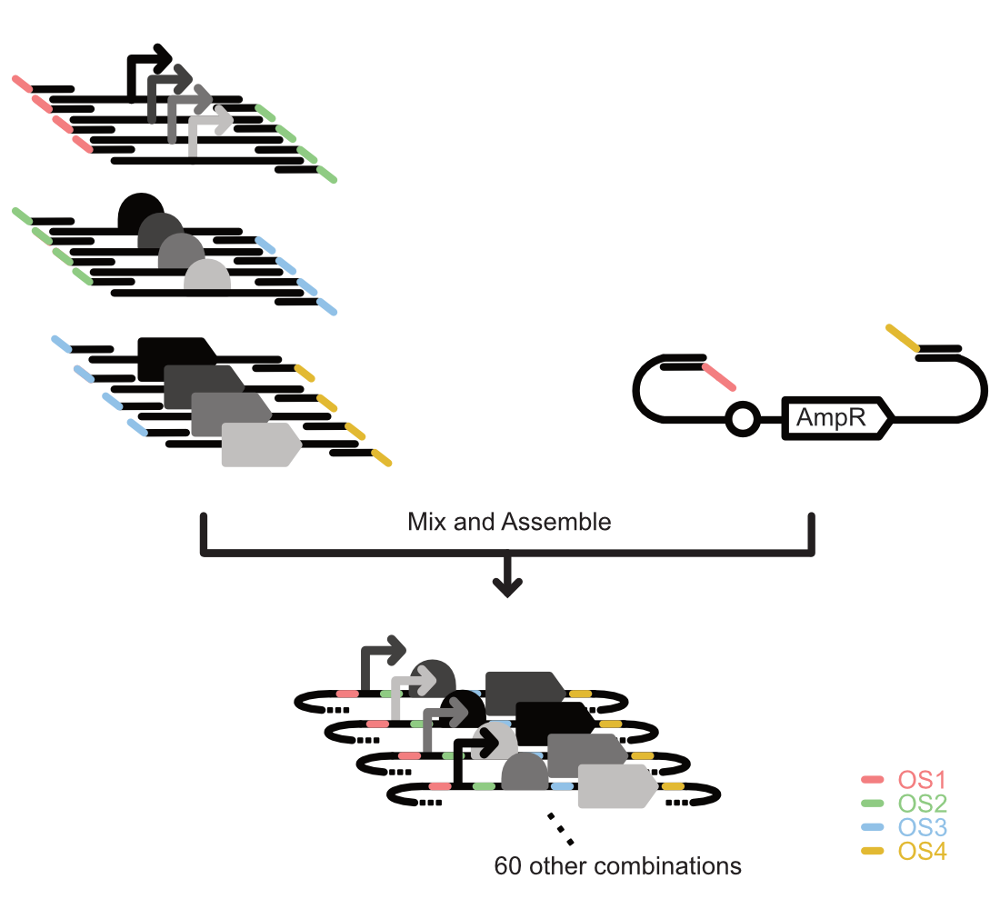 AmpR
Mix and Assemble
OS1
OS2
OS3
OS4
60 other combinations